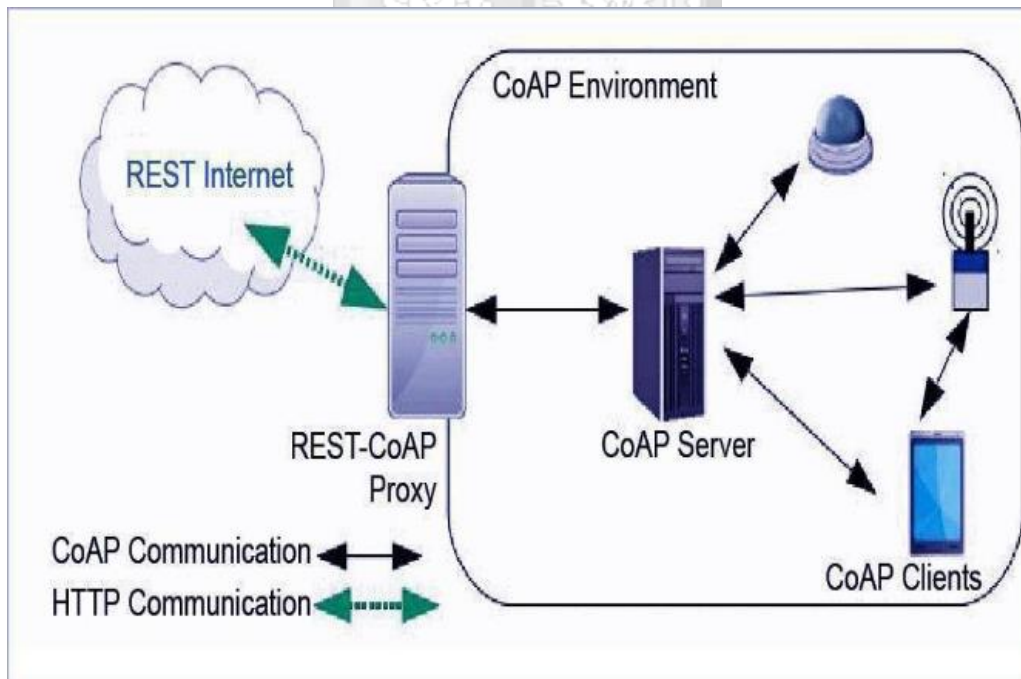 CoAP Environment
REST Internet
REST-CoAP
Proxy
CoAP Server
CoAP Clients
CoAP Communication
HTTP Communication